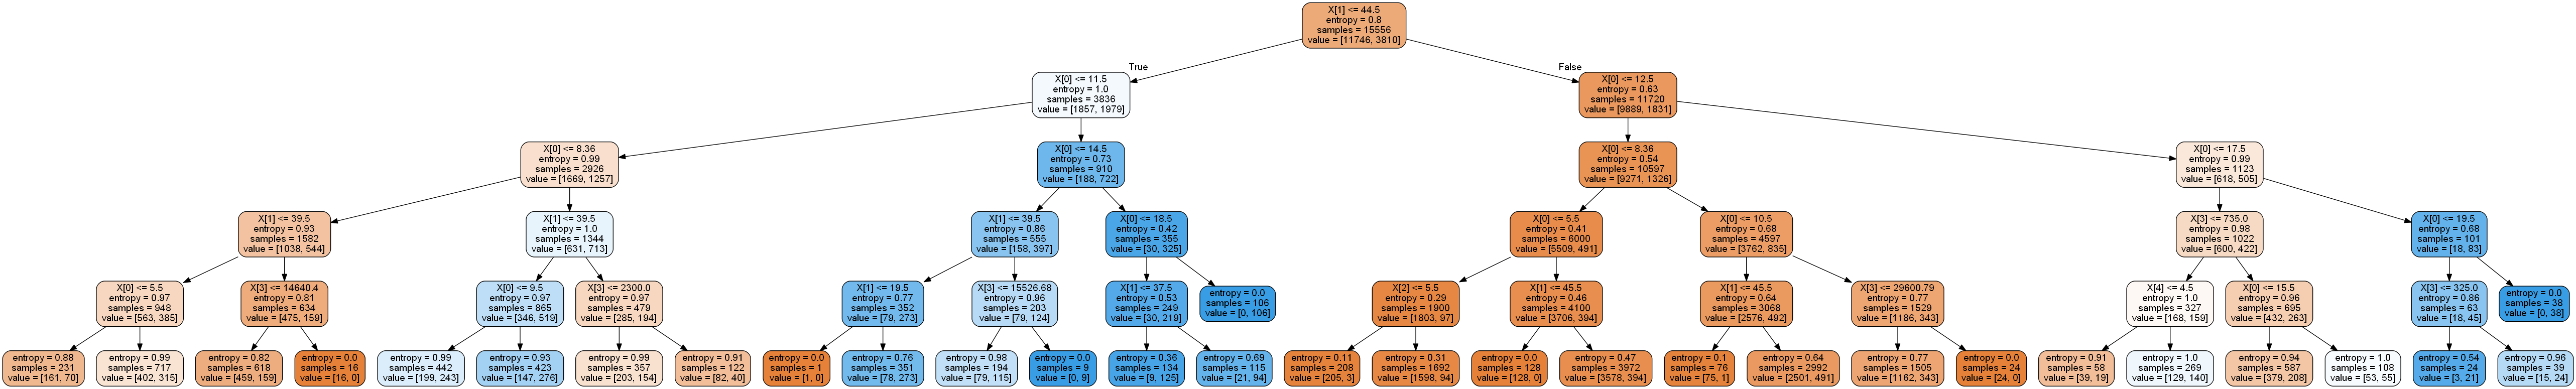 X[1] <= 44.5
entropy = 0.8
samples = 15556
value = [11746, 3810]
True
False
X[0] <= 11.5
entropy = 1.0
samples = 3836
value = [1857, 1979]
X[0] <= 12.5
entropy = 0.63
samples = 11720
value = [9889, 1831]
X[0] <= 8.36
entropy = 0.99
samples = 2926
value = [1669, 1257]
X[0] <= 14.5
entropy = 0.73
samples = 910
value = [188, 722]
X[0] <= 8.36
entropy = 0.54
samples = 10597
value = [9271, 1326]
X[0] <= 17.5
entropy = 0.99
samples = 1123
value = [618, 505]
X[1] <= 39.5
entropy = 0.93
samples = 1582
value = [1038, 544]
X[1] <= 39.5
entropy = 1.0
samples = 1344
value = [631, 713]
X[1] <= 39.5
entropy = 0.86
samples = 555
value = [158, 397]
X[0] <= 18.5
entropy = 0.42
samples = 355
value = [30, 325]
X[0] <= 5.5
entropy = 0.41
samples = 6000
value = [5509, 491]
X[0] <= 10.5
entropy = 0.68
samples = 4597
value = [3762, 835]
X[3] <= 735.0
entropy = 0.98
samples = 1022
value = [600, 422]
X[0] <= 19.5
entropy = 0.68
samples = 101
value = [18, 83]
X[0] <= 5.5
entropy = 0.97
samples = 948
value = [563, 385]
X[3] <= 14640.4
entropy = 0.81
samples = 634
value = [475, 159]
X[0] <= 9.5
entropy = 0.97
samples = 865
value = [346, 519]
X[3] <= 2300.0
entropy = 0.97
samples = 479
value = [285, 194]
X[1] <= 19.5
entropy = 0.77
samples = 352
value = [79, 273]
X[3] <= 15526.68
entropy = 0.96
samples = 203
value = [79, 124]
X[1] <= 37.5
entropy = 0.53
samples = 249
value = [30, 219]
entropy = 0.0
samples = 106
value = [0, 106]
X[2] <= 5.5
entropy = 0.29
samples = 1900
value = [1803, 97]
X[1] <= 45.5
entropy = 0.46
samples = 4100
value = [3706, 394]
X[1] <= 45.5
entropy = 0.64
samples = 3068
value = [2576, 492]
X[3] <= 29600.79
entropy = 0.77
samples = 1529
value = [1186, 343]
X[4] <= 4.5
entropy = 1.0
samples = 327
value = [168, 159]
X[0] <= 15.5
entropy = 0.96
samples = 695
value = [432, 263]
X[3] <= 325.0
entropy = 0.86
samples = 63
value = [18, 45]
entropy = 0.0
samples = 38
value = [0, 38]
entropy = 0.88
samples = 231
value = [161, 70]
entropy = 0.99
samples = 717
value = [402, 315]
entropy = 0.82
samples = 618
value = [459, 159]
entropy = 0.0
samples = 16
value = [16, 0]
entropy = 0.99
samples = 442
value = [199, 243]
entropy = 0.93
samples = 423
value = [147, 276]
entropy = 0.99
samples = 357
value = [203, 154]
entropy = 0.91
samples = 122
value = [82, 40]
entropy = 0.0
samples = 1
value = [1, 0]
entropy = 0.76
samples = 351
value = [78, 273]
entropy = 0.98
samples = 194
value = [79, 115]
entropy = 0.0
samples = 9
value = [0, 9]
entropy = 0.36
samples = 134
value = [9, 125]
entropy = 0.69
samples = 115
value = [21, 94]
entropy = 0.11
samples = 208
value = [205, 3]
entropy = 0.31
samples = 1692
value = [1598, 94]
entropy = 0.0
samples = 128
value = [128, 0]
entropy = 0.47
samples = 3972
value = [3578, 394]
entropy = 0.1
samples = 76
value = [75, 1]
entropy = 0.64
samples = 2992
value = [2501, 491]
entropy = 0.77
samples = 1505
value = [1162, 343]
entropy = 0.0
samples = 24
value = [24, 0]
entropy = 0.91
samples = 58
value = [39, 19]
entropy = 1.0
samples = 269
value = [129, 140]
entropy = 0.94
samples = 587
value = [379, 208]
entropy = 1.0
samples = 108
value = [53, 55]
entropy = 0.54
samples = 24
value = [3, 21]
entropy = 0.96
samples = 39
value = [15, 24]